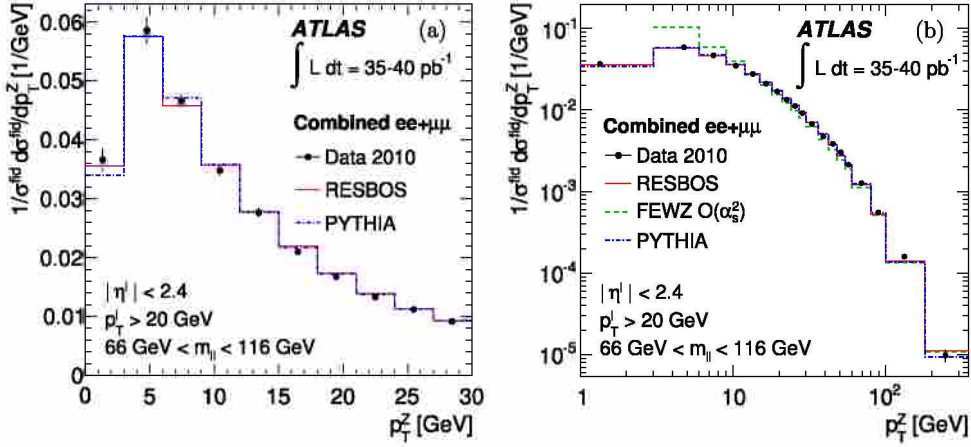 1/σ^fid dσ^fid/dp_T^Z [1/GeV]
0.06
0.05
0.04
0.03
0.02
0.01
0
ATLAS (a)
∫ L dt = 35-40 pb⁻¹
Combined ee+μμ
Data 2010
RESBOS
PYTHIA
|η^l| < 2.4
p_T^l > 20 GeV
66 GeV < m_ll < 116 GeV
0 5 10 15 20 25 30
p_T^Z [GeV]
1/σ^fid dσ^fid/dp_T^Z [1/GeV]
10⁻¹
10⁻²
10⁻³
10⁻⁴
10⁻⁵
ATLAS (b)
∫ L dt = 35-40 pb⁻¹
Combined ee+μμ
Data 2010
RESBOS
FEWZ O(α_s²)
PYTHIA
|η^l| < 2.4
p_T^l > 20 GeV
66 GeV < m_ll < 116 GeV
1 10 10²
p_T^Z [GeV]